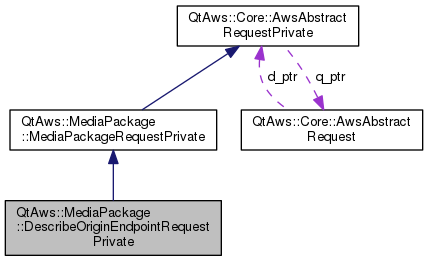 QtAws::Core::AwsAbstract
RequestPrivate
d_ptr
q_ptr
QtAws::MediaPackage
::MediaPackageRequestPrivate
QtAws::Core::AwsAbstract
Request
QtAws::MediaPackage
::DescribeOriginEndpointRequest
Private